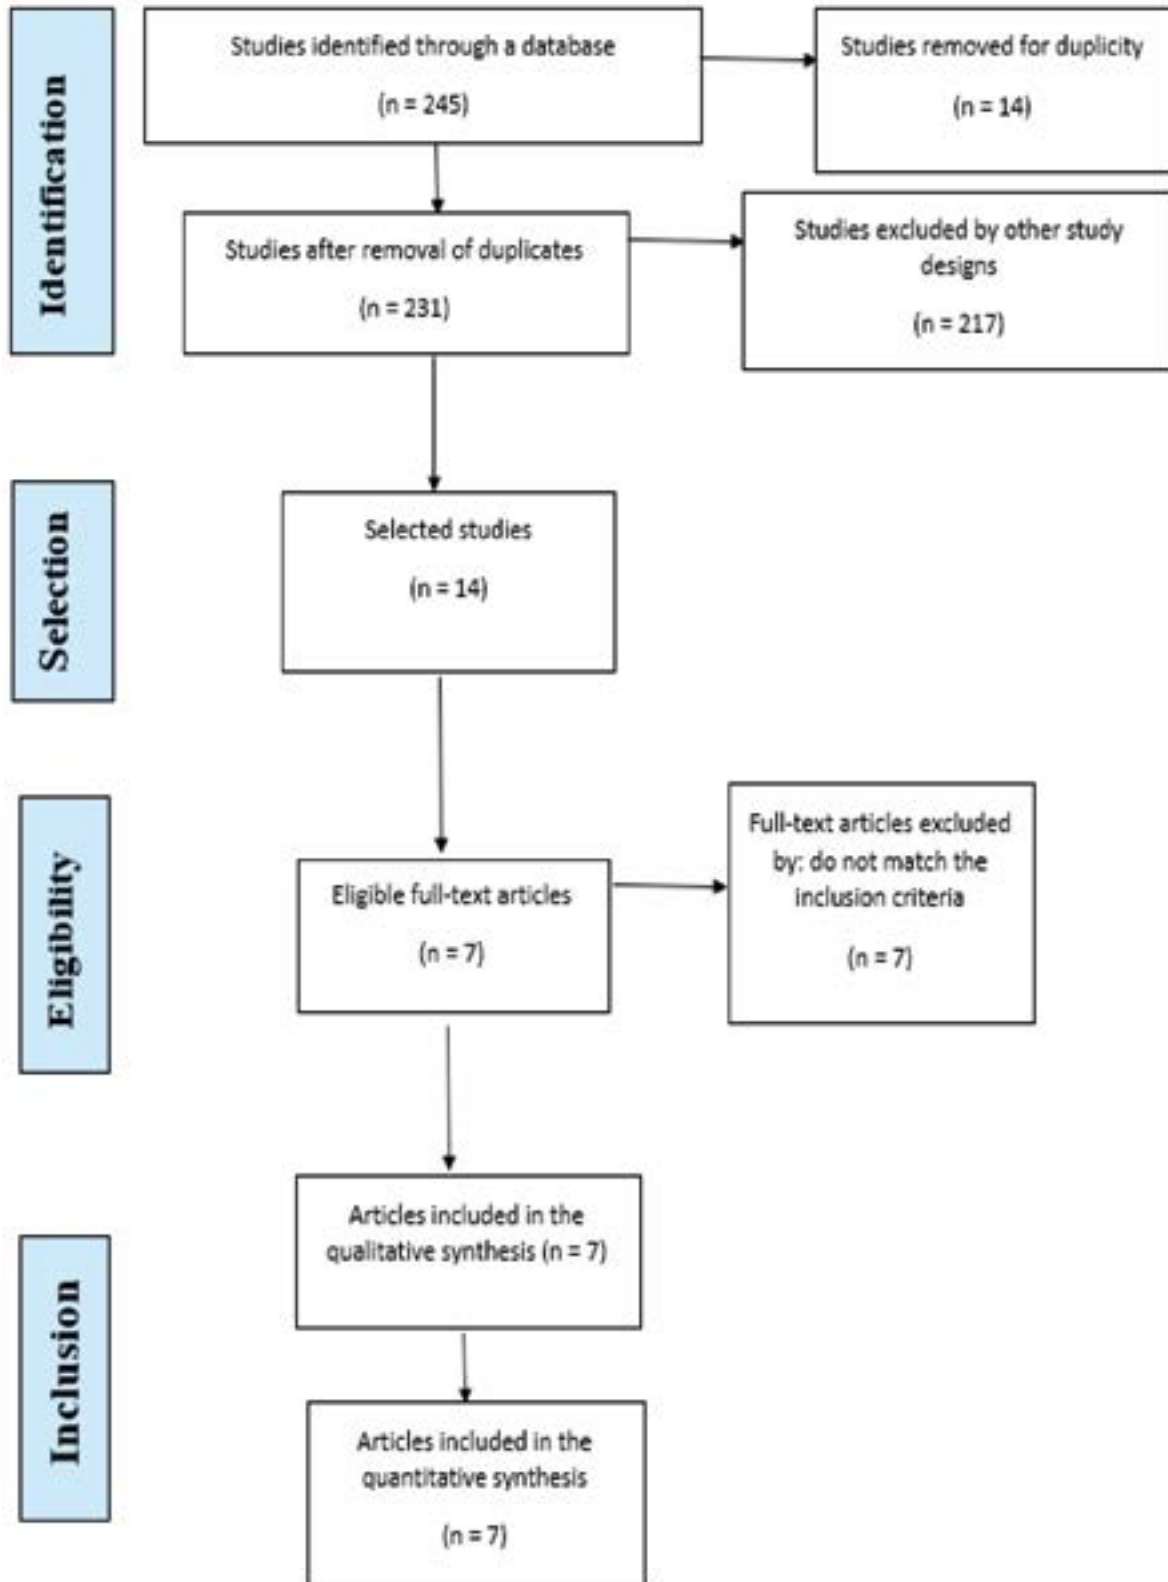 Identification
Studies identified through a database
(n = 245)
Studies removed for duplicity
(n = 14)
Studies after removal of duplicates
(n = 231)
Studies excluded by other study
designs
(n = 217)
Selection
Selected studies
(n = 14)
Eligibility
Eligible full-text articles
(n = 7)
Full-text articles excluded
by: do not match the
inclusion criteria
(n = 7)
Inclusion
Articles included in the
qualitative synthesis (n = 7)
Articles included in the
quantitative synthesis
(n = 7)